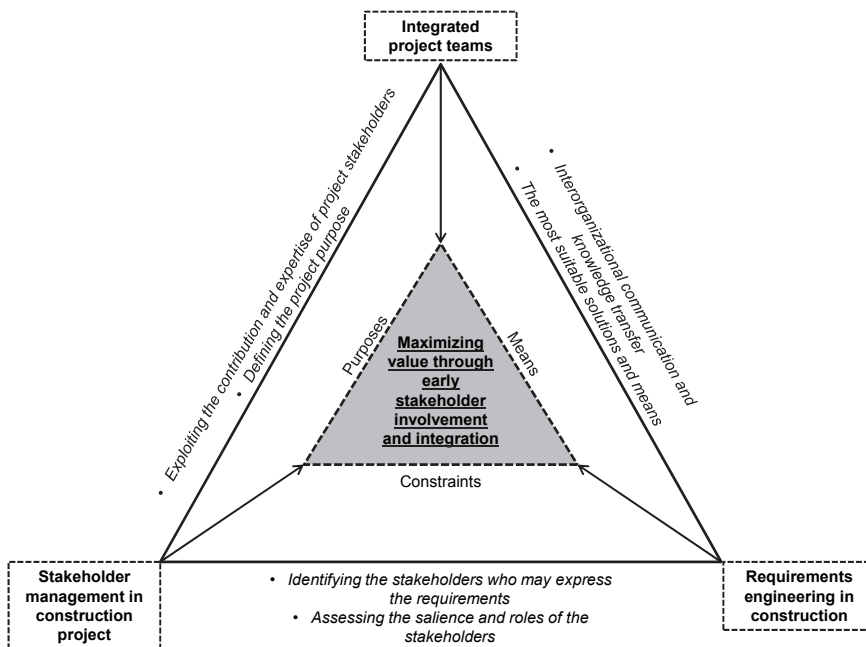 Integrated
project teams
• Exploiting the contribution and expertise of project stakeholders
• Defining the project purpose
• Interorganizational communication and
knowledge transfer
• The most suitable solutions and means
Purposes
Means
Maximizing
value through
early
stakeholder
involvement
and integration
Constraints
Stakeholder
management in
construction
project
• Identifying the stakeholders who may express
the requirements
• Assessing the salience and roles of the
stakeholders
Requirements
engineering in
construction